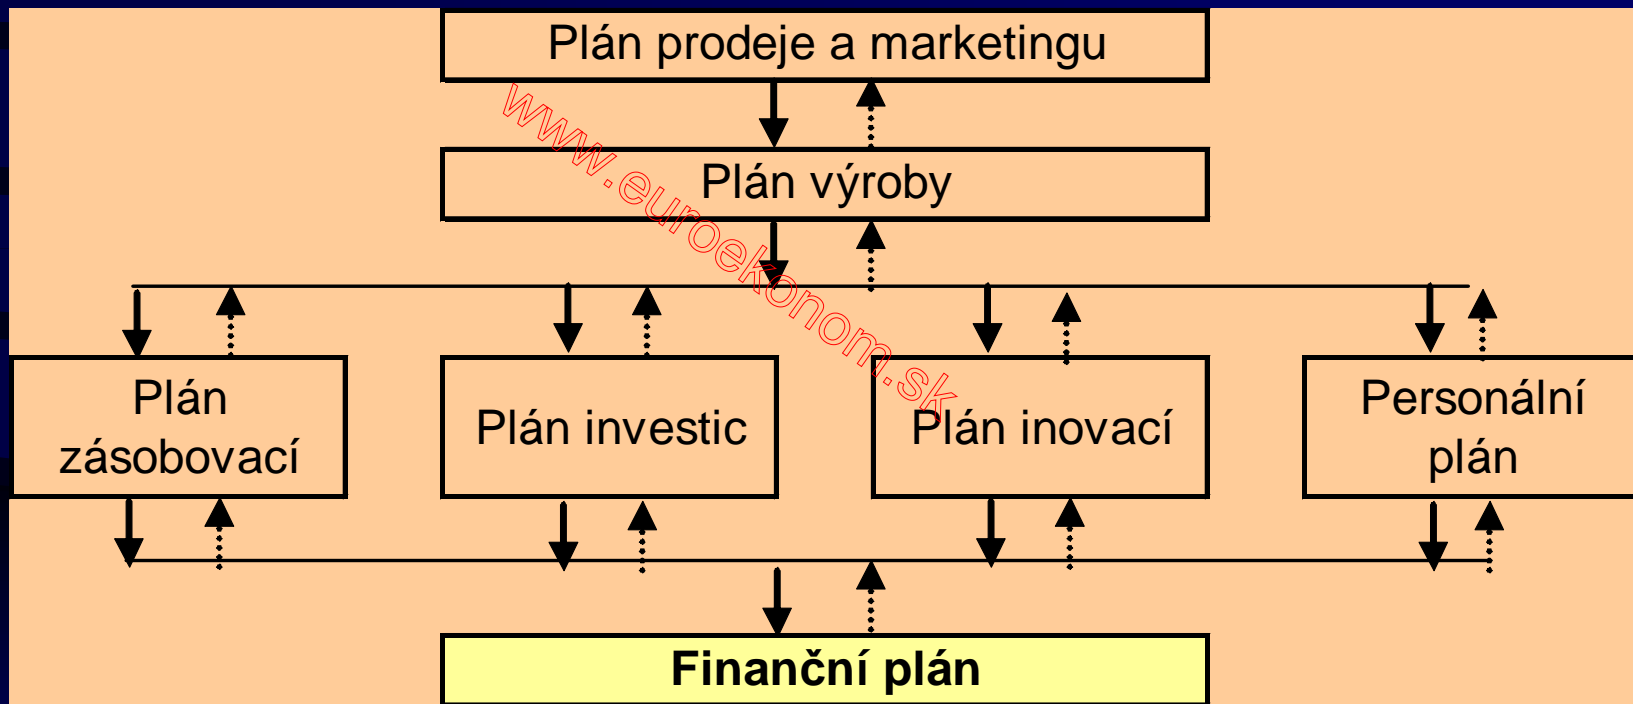 Plán prodeje a marketingu
www.euroekonom.sk
Plán výroby
Plán
zásobovací
Plán investic
Plán inovací
Personální
plán
Finanční plán